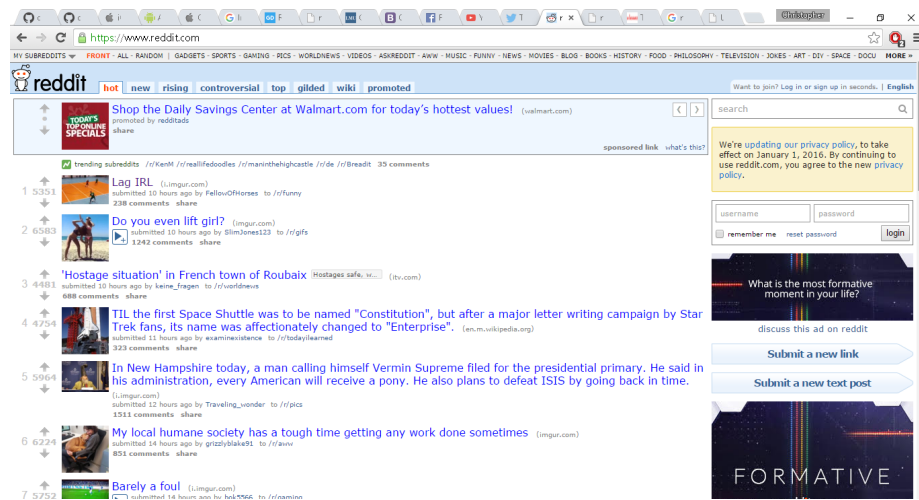 Christopher
https://www.reddit.com
MY SUBREDDITS FRONT - ALL - RANDOM | GADGETS - SPORTS - GAMING - PICS - WORLDNEWS - VIDEOS - ASKREDDIT - AWW - MUSIC - FUNNY - NEWS - MOVIES - BLOG - BOOKS - HISTORY - FOOD - PHILOSOPHY - TELEVISION - JOKES - ART - DIY - SPACE - DOCU MORE »
reddit hot new rising controversial top gilded wiki promoted
Want to join? Log in or sign up in seconds. | English
TODAY'S
TOP ONLINE
SPECIALS
Shop the Daily Savings Center at Walmart.com for today's hottest values! (walmart.com)
promoted by redditads
share
sponsored link what's this?
trending subreddits /r/KenM /r/reallifedoodles /r/maninthehighcastle /r/de /r/Breadit 35 comments
1 5351 Lag IRL (i.imgur.com)
submitted 10 hours ago by FellowOfHorses to /r/funny
238 comments share
2 6583 Do you even lift girl? (imgur.com)
submitted 10 hours ago by SlimJones123 to /r/gifs
1242 comments share
3 4481 'Hostage situation' in French town of Roubaix Hostages safe, w... (itv.com)
submitted 10 hours ago by keine_fragen to /r/worldnews
688 comments share
4 4754 TIL the first Space Shuttle was to be named "Constitution", but after a major letter writing campaign by Star
Trek fans, its name was affectionately changed to "Enterprise". (en.m.wikipedia.org)
submitted 11 hours ago by examinexistence to /r/todayilearned
323 comments share
5 5964 In New Hampshire today, a man calling himself Vermin Supreme filed for the presidential primary. He said in
his administration, every American will receive a pony. He also plans to defeat ISIS by going back in time.
(i.imgur.com)
submitted 12 hours ago by Traveling_wonder to /r/pics
1511 comments share
6 6224 My local humane society has a tough time getting any work done sometimes (imgur.com)
submitted 14 hours ago by grizzlyblake91 to /r/aww
851 comments share
7 5752 Barely a foul (i.imgur.com)
submitted 14 hours ago by bok5566 to /r/gaming
search
We're updating our privacy policy, to take
effect on January 1, 2016. By continuing to
use reddit.com, you agree to the new privacy
policy.
username password
remember me reset password login
What is the most formative
moment in your life?
discuss this ad on reddit
Submit a new link
Submit a new text post
FORMATIVE